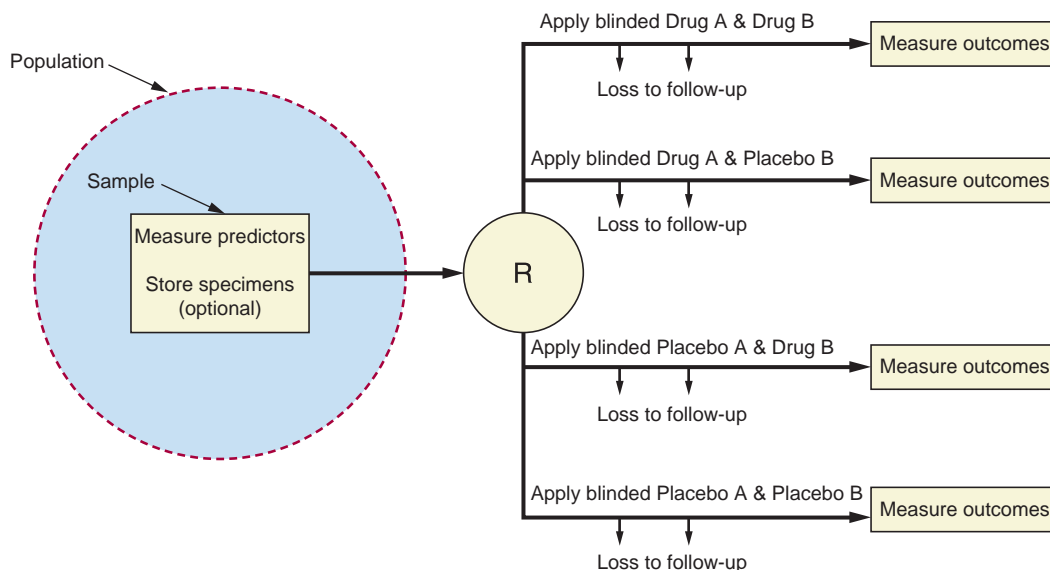 Population
Sample
Measure predictors
Store specimens
(optional)
R
Apply blinded Drug A & Drug B
Loss to follow-up
Measure outcomes
Apply blinded Drug A & Placebo B
Loss to follow-up
Measure outcomes
Apply blinded Placebo A & Drug B
Loss to follow-up
Measure outcomes
Apply blinded Placebo A & Placebo B
Loss to follow-up
Measure outcomes